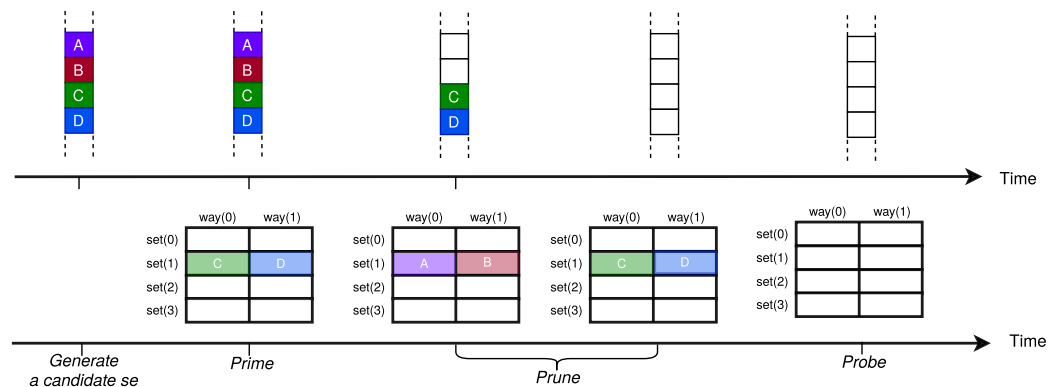 A
A
B
B
C
C
C
D
D
D
Time
way(0) way(1)
way(0) way(1)
way(0) way(1)
way(0) way(1)
set(0)
set(0)
set(0)
set(0)
set(1) C D
set(1) A B
set(1) C D
set(1)
set(2)
set(2)
set(2)
set(2)
set(3)
set(3)
set(3)
set(3)
Time
Generate
a candidate se
Prime
Prune
Probe